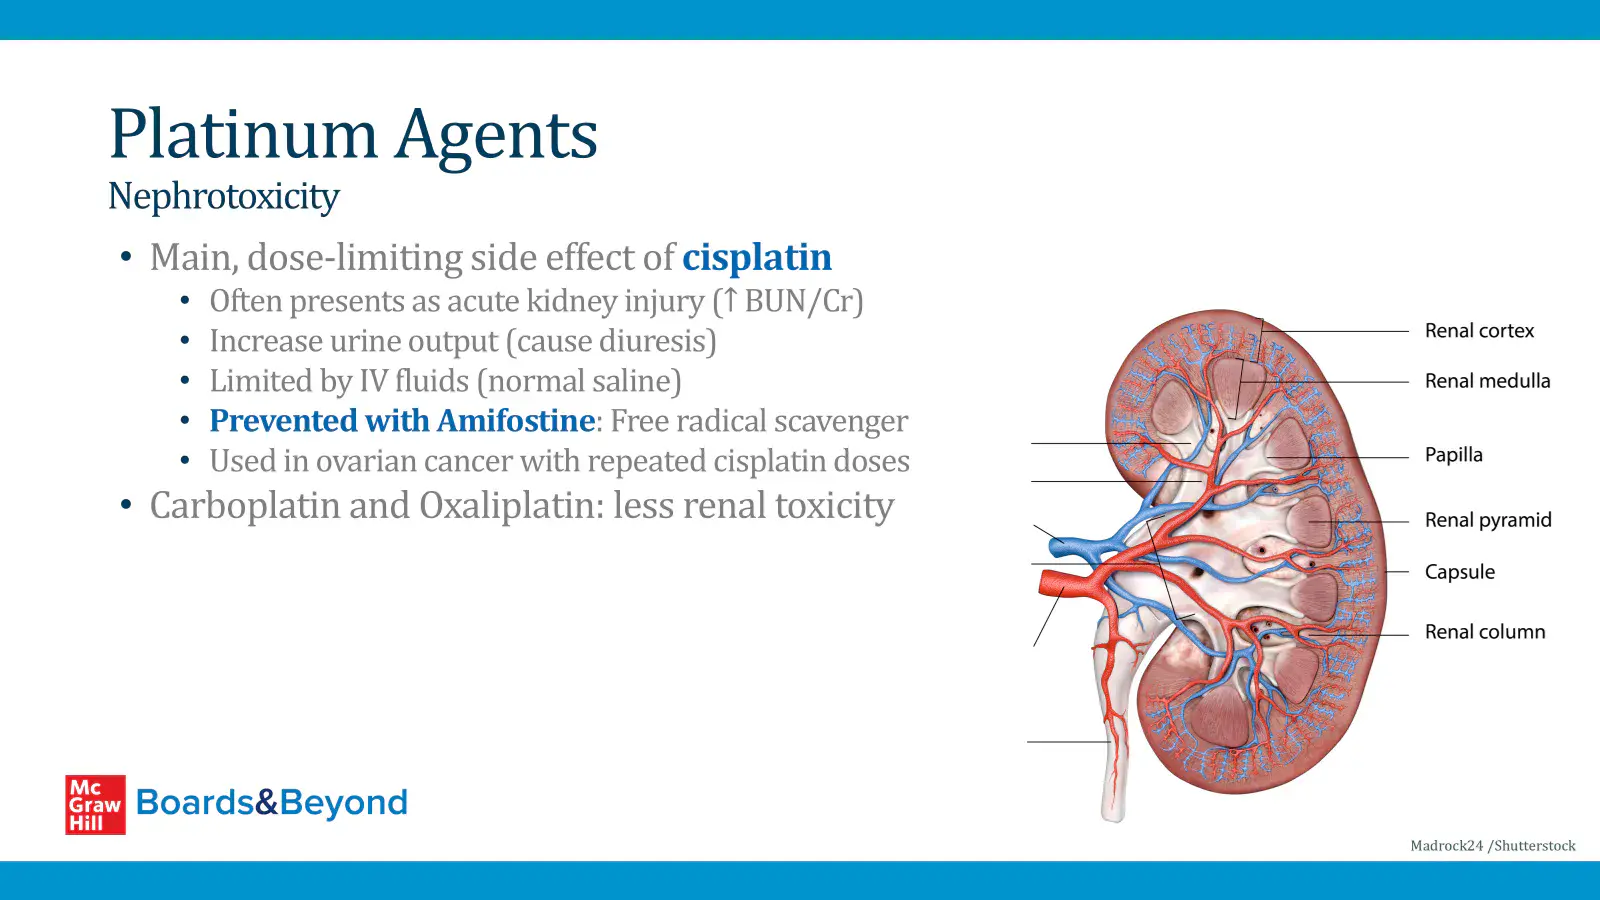 Platinum Agents
Nephrotoxicity
• Main, dose-limiting side effect of cisplatin
• Often presents as acute kidney injury (↑ BUN/Cr)
• Increase urine output (cause diuresis)
• Limited by IV fluids (normal saline)
• Prevented with Amifostine: Free radical scavenger
• Used in ovarian cancer with repeated cisplatin doses
• Carboplatin and Oxaliplatin: less renal toxicity
Renal cortex
Renal medulla
Papilla
Renal pyramid
Capsule
Renal column
Mc
Graw
Hill
Boards&Beyond
Madrock24 /Shutterstock